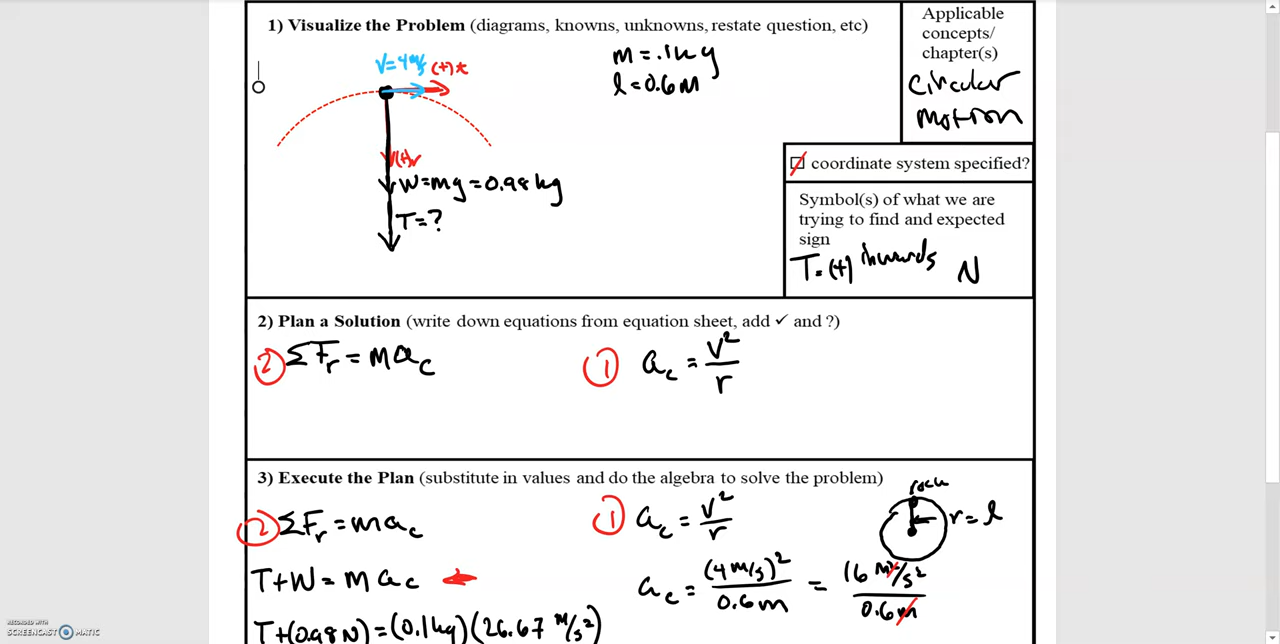 1) Visualize the Problem (diagrams, knowns, unknowns, restate question, etc)
Applicable
concepts/
chapter(s)
circular
motion
V=4m/s (+)t
m=.1kg
l=0.6m
(+)r
W=mg=0.98kg
T=?
coordinate system specified?
Symbol(s) of what we are
trying to find and expected
sign
T=(+) inwards N
2) Plan a Solution (write down equations from equation sheet, add ✓ and ?)
② ΣFr = mac
① ac = v²/r
3) Execute the Plan (substitute in values and do the algebra to solve the problem)
rock
r=l
② ΣFr = mac
① ac = v²/r
T+W = mac
ac = (4m/s)²/0.6m = 16 m²/s²/0.6m
T+(0.98N)=(0.1kg)(26.67 m/s²)
RECORDED WITH
SCREENCAST MATIC